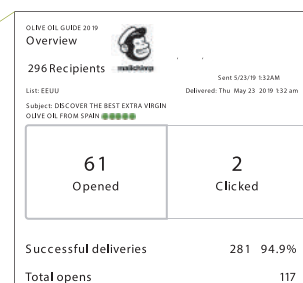 OLIVE OIL GUIDE 2019
Overview
mailchimp
296 Recipients
Sent 5/23/19 1:32AM
List: EEUU
Delivered: Thu May 23 2019 1:32 am
Subject: DISCOVER THE BEST EXTRA VIRGIN
OLIVE OIL FROM SPAIN
61
Opened
2
Clicked
Successful deliveries 281 94.9%
Total opens 117